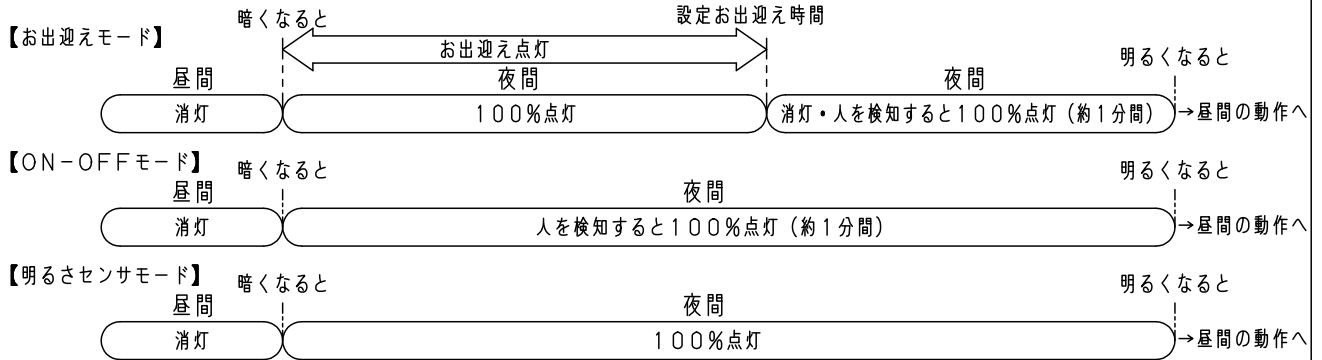 【お出迎えモード】
暗くなると
設定お出迎え時間
お出迎え点灯
明るくなると
昼間
夜間
夜間
消灯
100%点灯
消灯・人を検知すると100%点灯(約1分間)
→昼間の動作へ
【ON-OFFモード】
暗くなると
明るくなると
昼間
夜間
消灯
人を検知すると100%点灯(約1分間)
→昼間の動作へ
【明るさセンサモード】
暗くなると
明るくなると
昼間
夜間
消灯
100%点灯
→昼間の動作へ